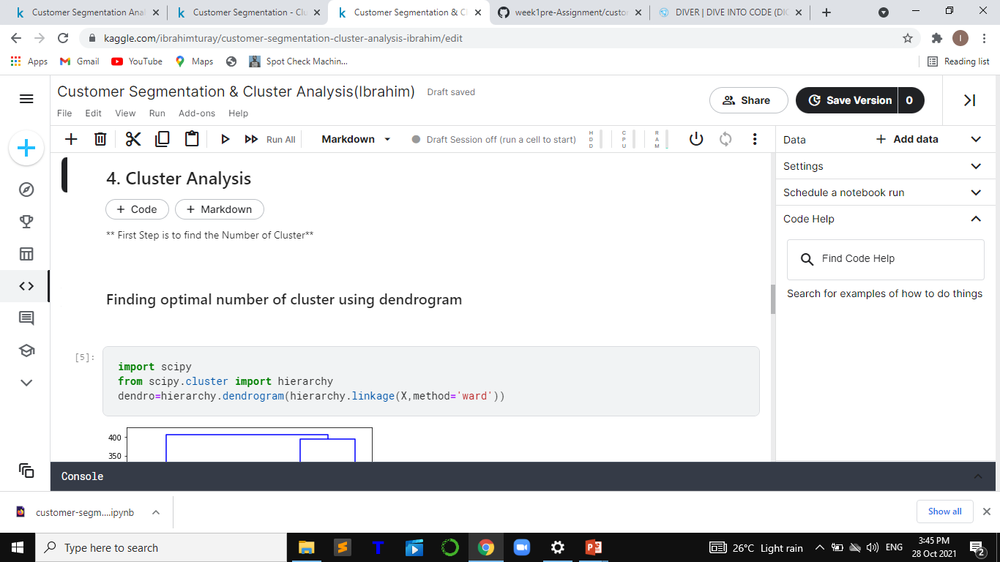 Customer Segmentation Anal
Customer Segmentation - Clu
Customer Segmentation & Cl
week1pre-Assignment/custor
DIVER | DIVE INTO CODE (DIC
kaggle.com/ibrahimturay/customer-segmentation-cluster-analysis-ibrahim/edit
I
Apps
Gmail
YouTube
Maps
Spot Check Machin...
Reading list
Customer Segmentation & Cluster Analysis(Ibrahim)
Draft saved
Share
Save Version
0
File
Edit
View
Run
Add-ons
Help
Run All
Markdown
Draft Session off (run a cell to start)
HDD
CPU
RAM
Data
+ Add data
Settings
Schedule a notebook run
Code Help
Find Code Help
Search for examples of how to do things
4. Cluster Analysis
+ Code
+ Markdown
** First Step is to find the Number of Cluster**
Finding optimal number of cluster using dendrogram
[5]:
import scipy
from scipy.cluster import hierarchy
dendro=hierarchy.dendrogram(hierarchy.linkage(X,method='ward'))
400
350
Console
customer-segm....ipynb
Show all
Type here to search
26°C Light rain
ENG
3:45 PM
28 Oct 2021
2